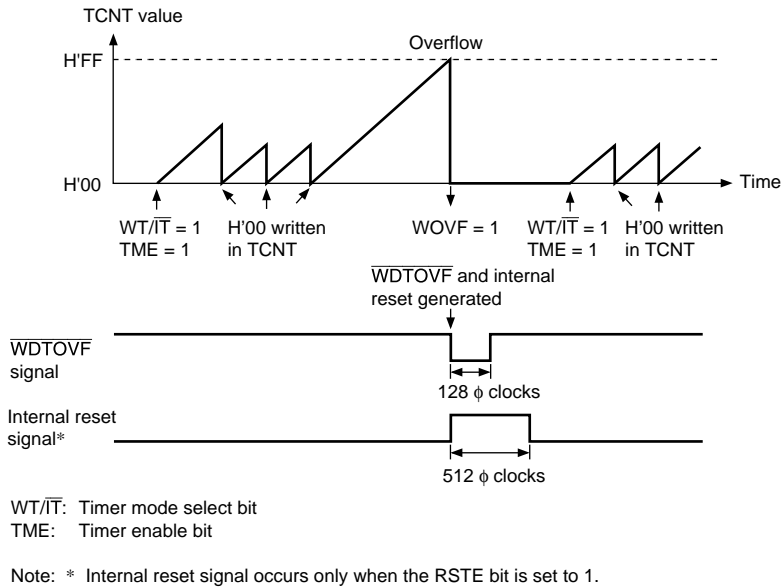 TCNT value
Overflow
H'FF
H'00
Time
WT/IT = 1
TME = 1
H'00 written
in TCNT
WOVF = 1
WT/IT = 1
TME = 1
H'00 written
in TCNT
WDTOVF and internal
reset generated
WDTOVF
signal
128 ϕ clocks
Internal reset
signal*
512 ϕ clocks
WT/IT: Timer mode select bit
TME: Timer enable bit
Note: * Internal reset signal occurs only when the RSTE bit is set to 1.